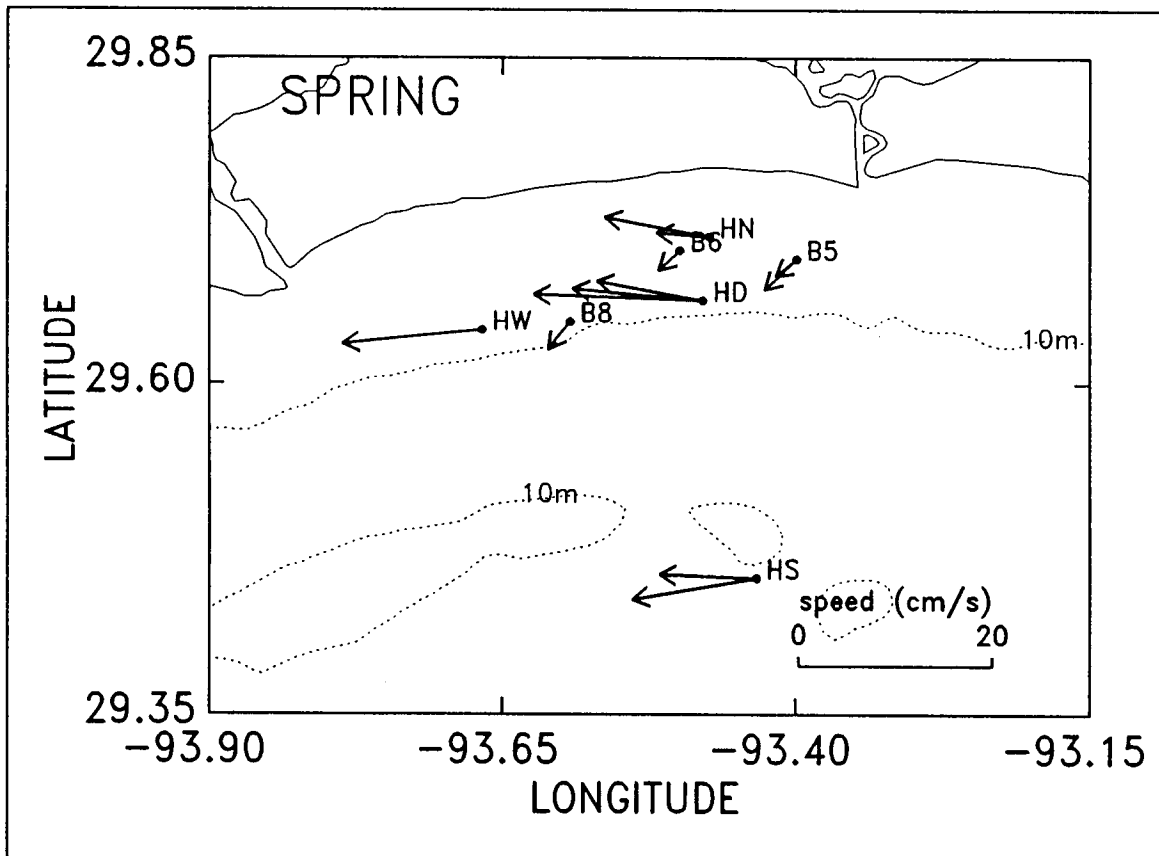 29.85
SPRING
HN
B6
B5
HD
B8
HW
10m
LATITUDE
29.60
10m
HS
speed (cm/s)
0 20
29.35
-93.90 -93.65 -93.40 -93.15
LONGITUDE